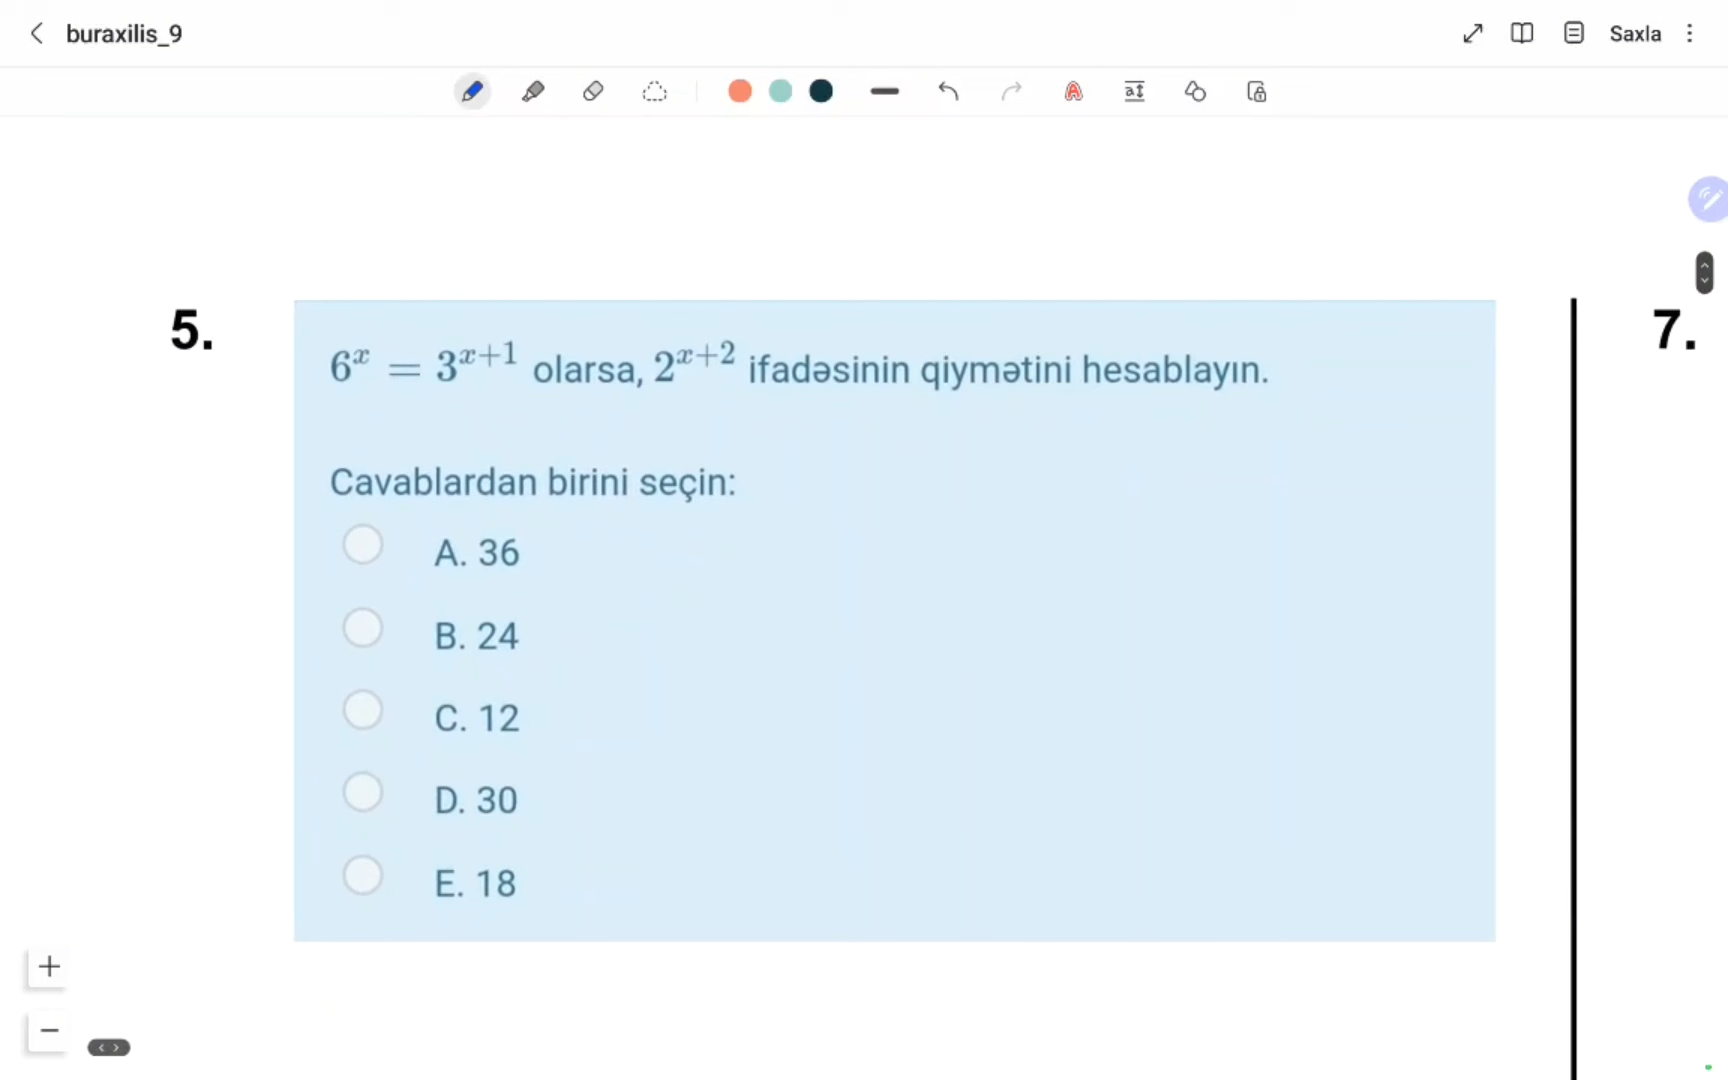 buraxilis_9
Saxla
5.
6^x = 3^{x+1} olarsa, 2^{x+2} ifadəsinin qiymətini hesablayın.
Cavablardan birini seçin:
A. 36
B. 24
C. 12
D. 30
E. 18
7.